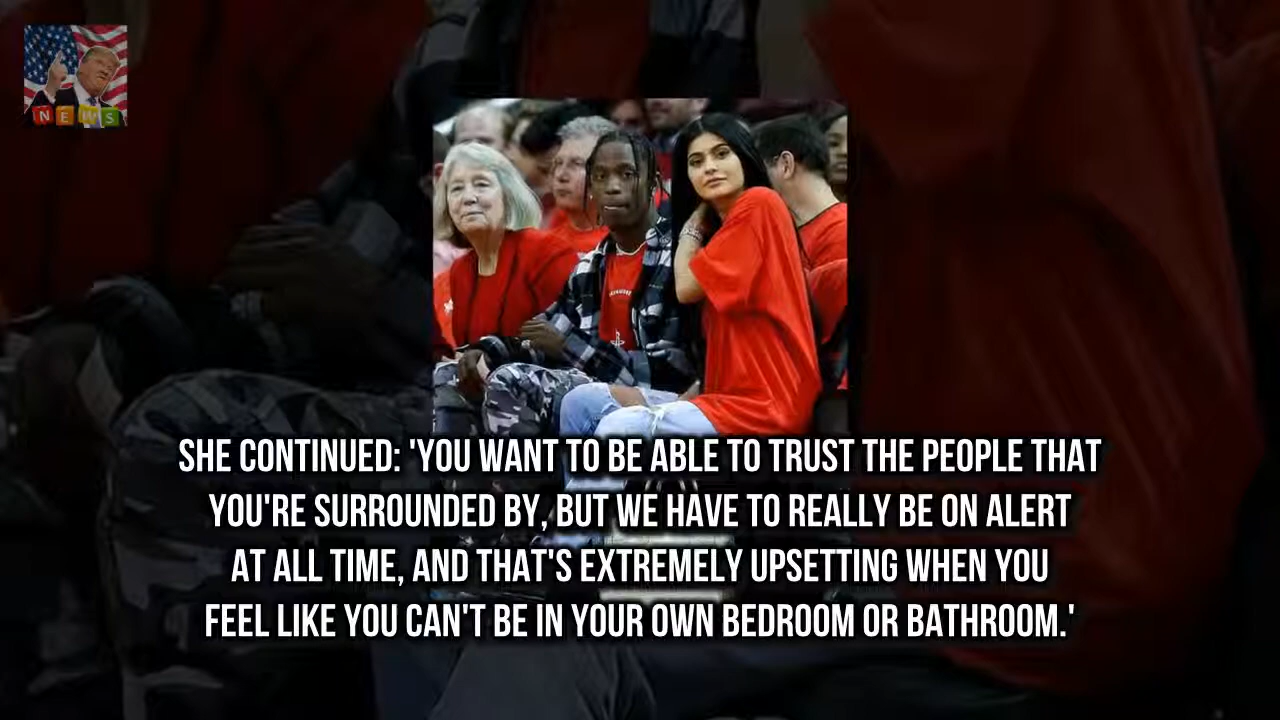 NEWS
SHE CONTINUED: 'YOU WANT TO BE ABLE TO TRUST THE PEOPLE THAT
YOU'RE SURROUNDED BY, BUT WE HAVE TO REALLY BE ON ALERT
AT ALL TIME, AND THAT'S EXTREMELY UPSETTING WHEN YOU
FEEL LIKE YOU CAN'T BE IN YOUR OWN BEDROOM OR BATHROOM.'